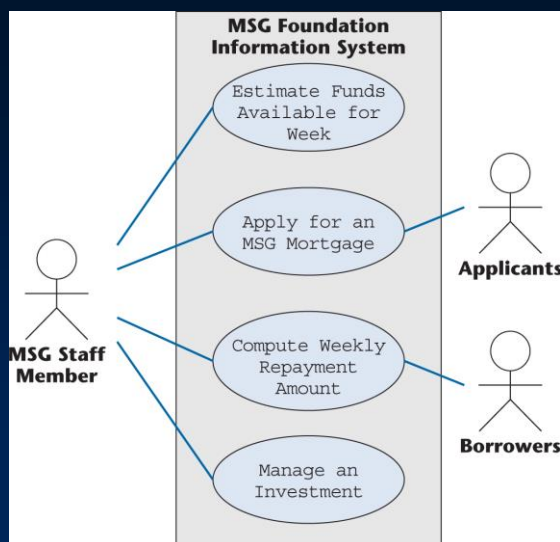 MSG Foundation
Information System
Estimate Funds
Available for
Week
Apply for an
MSG Mortgage
Applicants
MSG Staff
Member
Compute Weekly
Repayment
Amount
Borrowers
Manage an
Investment